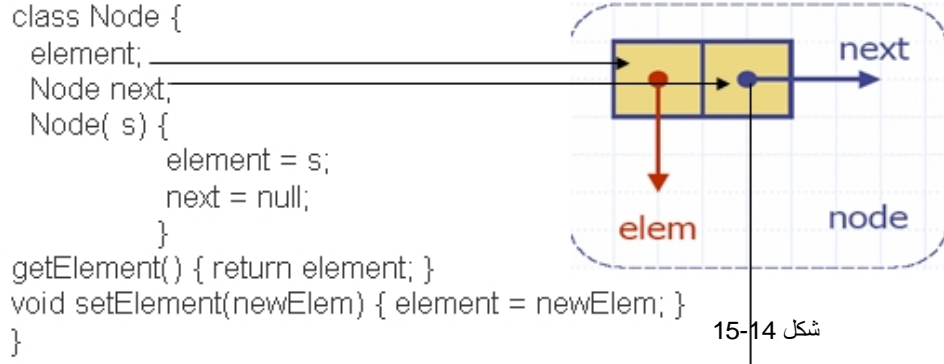 class Node {
element;
Node next;
Node( s) {
element = s;
next = null;
}
getElement() { return element; }
void setElement(newElem) { element = newElem; }
}
next
elem
node
شكل 14-15